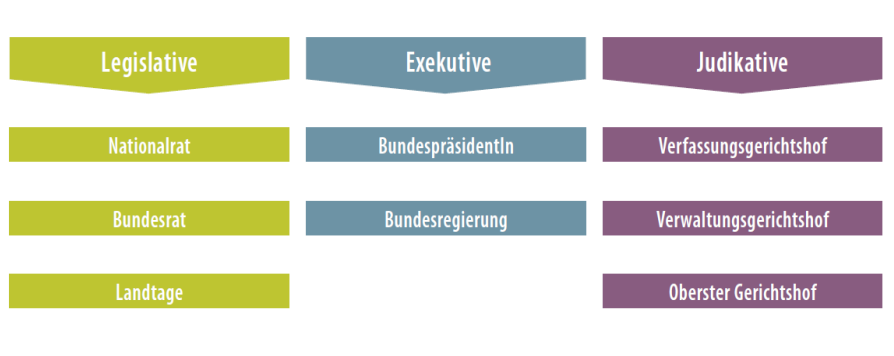 Legislative
Exekutive
Judikative
Nationalrat
BundespräsidentIn
Verfassungsgerichtshof
Bundesrat
Bundesregierung
Verwaltungsgerichtshof
Landtage
Oberster Gerichtshof